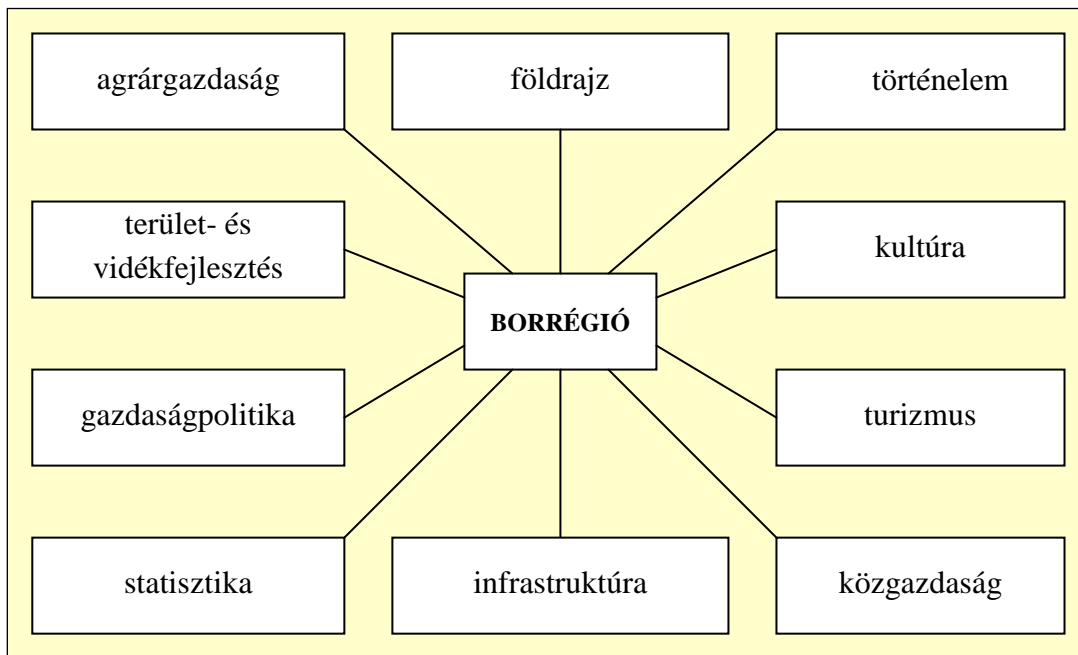 agrárgazdaság
földrajz
történelem
terület- és
vidékfejlesztés
kultúra
BORRÉGIÓ
gazdaságpolitika
turizmus
statisztika
infrastruktúra
közgazdaság